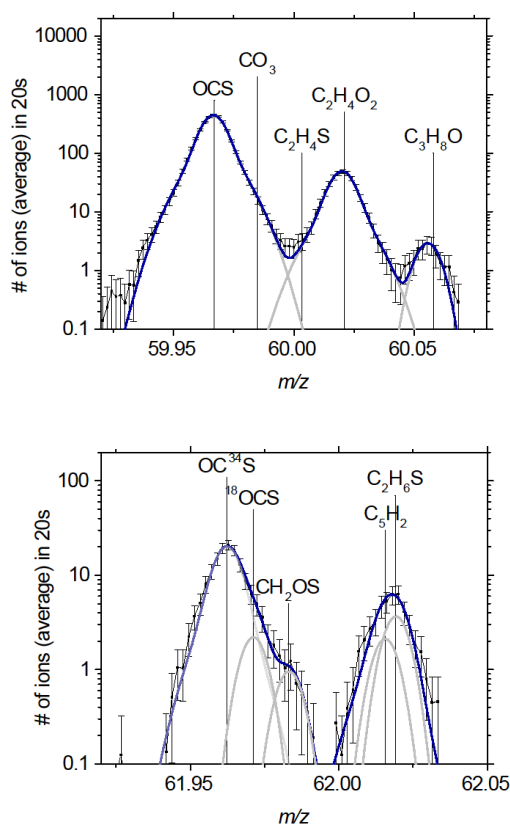 10000
1000
100
10
1
0.1
# of ions (average) in 20s
OCS
CO₃
C₂H₄S
C₂H₄O₂
C₃H₈O
59.95
60.00
60.05
m/z
100
10
1
0.1
# of ions (average) in 20s
OC³⁴S
¹⁸OCS
CH₂OS
C₂H₆S
C₅H₂
61.95
62.00
62.05
m/z